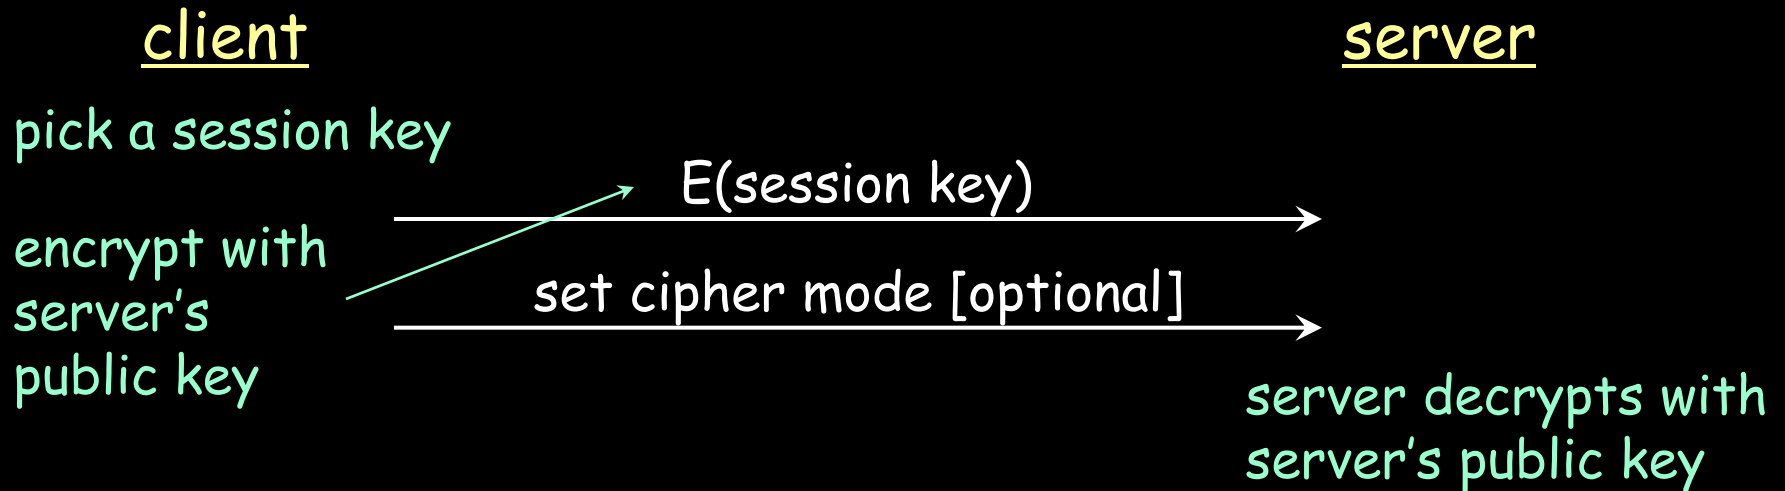 client
server
pick a session key
E(session key)
encrypt with
server's
public key
set cipher mode [optional]
server decrypts with
server's public key